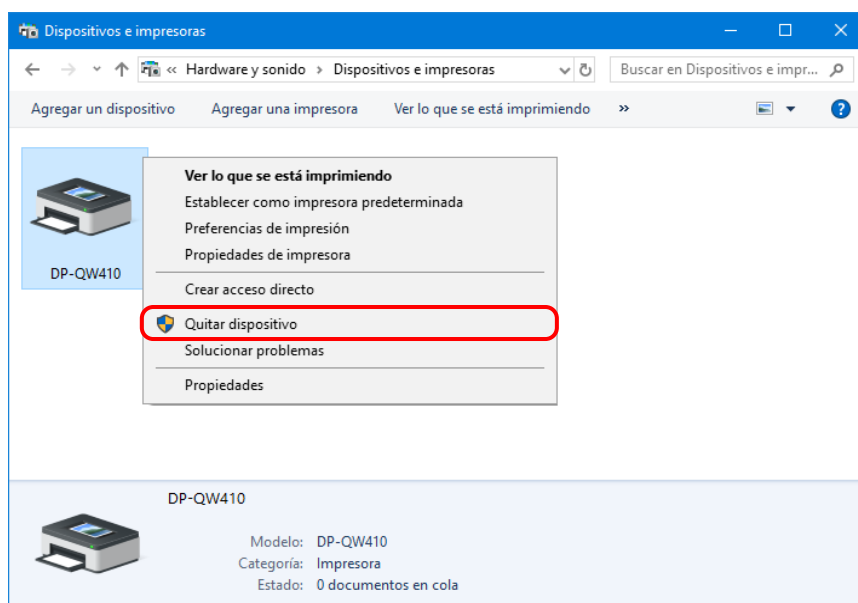 Dispositivos e impresoras
« Hardware y sonido > Dispositivos e impresoras
Buscar en Dispositivos e impr...
Agregar un dispositivo Agregar una impresora Ver lo que se está imprimiendo »
?
Ver lo que se está imprimiendo
Establecer como impresora predeterminada
Preferencias de impresión
Propiedades de impresora
DP-QW410
Crear acceso directo
Quitar dispositivo
Solucionar problemas
Propiedades
DP-QW410
Modelo: DP-QW410
Categoría: Impresora
Estado: 0 documentos en cola